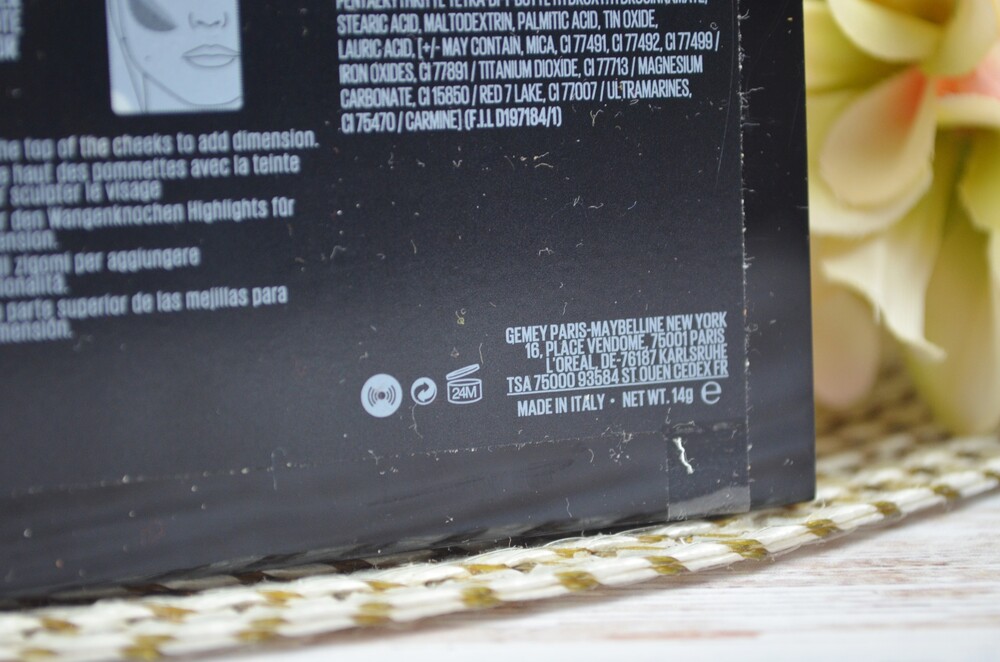 STEARIC ACID, MALTODEXTRIN, PALMITIC ACID, TIN OXIDE,
LAURIC ACID. [+/- MAY CONTAIN, MICA, CI 77491, CI 77492, CI 77499 /
IRON OXIDES, CI 77891 / TITANIUM DIOXIDE, CI 77713 / MAGNESIUM
CARBONATE, CI 15850 / RED 7 LAKE, CI 77007 / ULTRAMARINES,
CI 75470 / CARMINE] (F.I.L D197184/1)
he top of the cheeks to add dimension.
haut des pommettes avec la teinte
sculpter le visage
den Wangenknochen Highlights für
ension.
zigomi per aggiungere
ionalità.
parte superior de las mejillas para
mensión.
GEMEY PARIS-MAYBELLINE NEW YORK
16, PLACE VENDOME, 75001 PARIS
L'ORÉAL, DE-76187 KARLSRUHE
TSA 75000 93584 ST OUEN CEDEX FR
24M
MADE IN ITALY • NET WT. 14g e